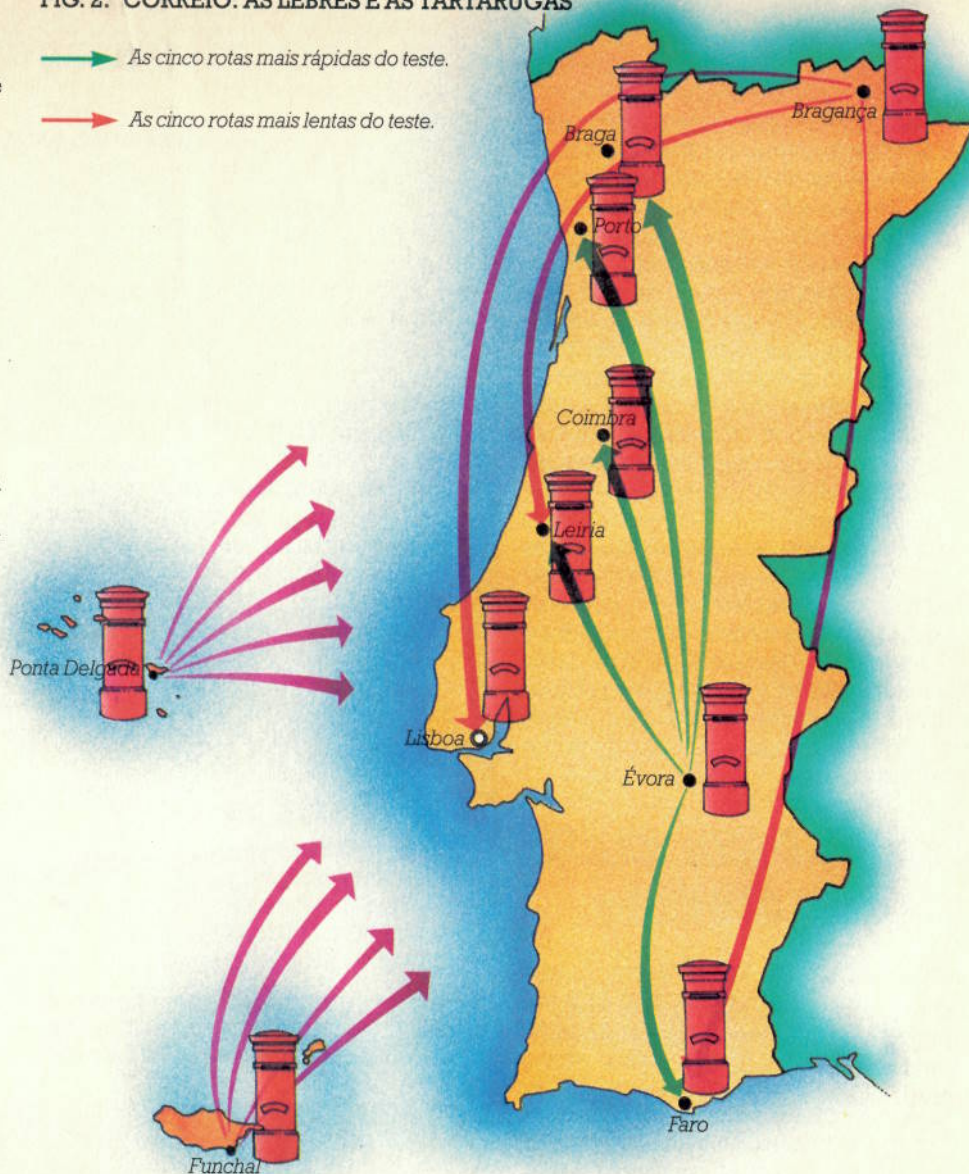 FIG. 2: CORREIO: AS LEBRES E AS TARTARUGAS
As cinco rotas mais rápidas do teste.
As cinco rotas mais lentas do teste.
Bragança
Braga
Porto
Coimbra
Leiria
Ponta Delgada
Lisboa
Évora
Faro
Funchal